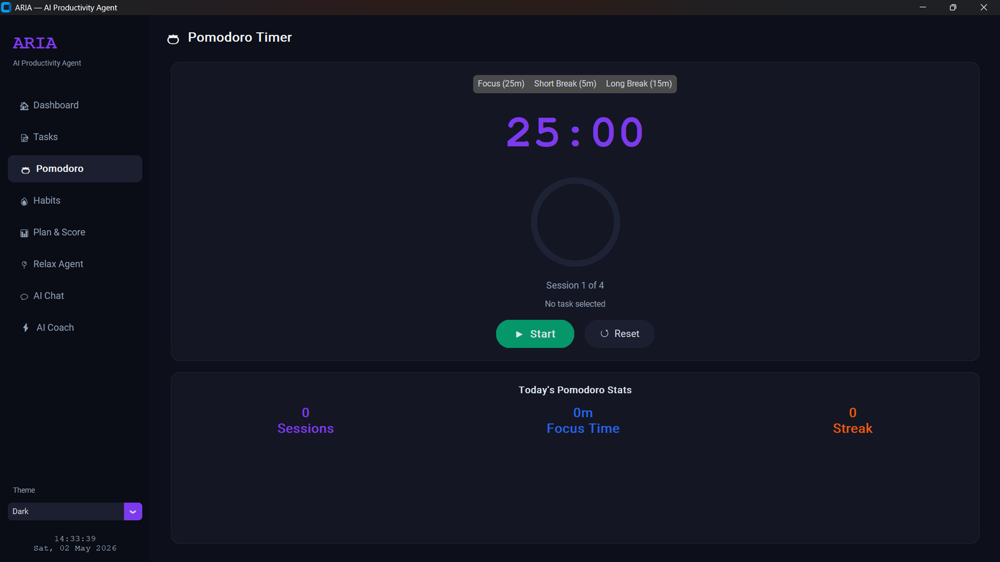 ARIA — AI Productivity Agent
ARIA
AI Productivity Agent
Dashboard
Tasks
Pomodoro
Habits
Plan & Score
Relax Agent
AI Chat
AI Coach
Theme
Dark
14:33:39
Sat, 02 May 2026
Pomodoro Timer
Focus (25m) Short Break (5m) Long Break (15m)
25:00
Session 1 of 4
No task selected
Start Reset
Today's Pomodoro Stats
0
Sessions
0m
Focus Time
0
Streak